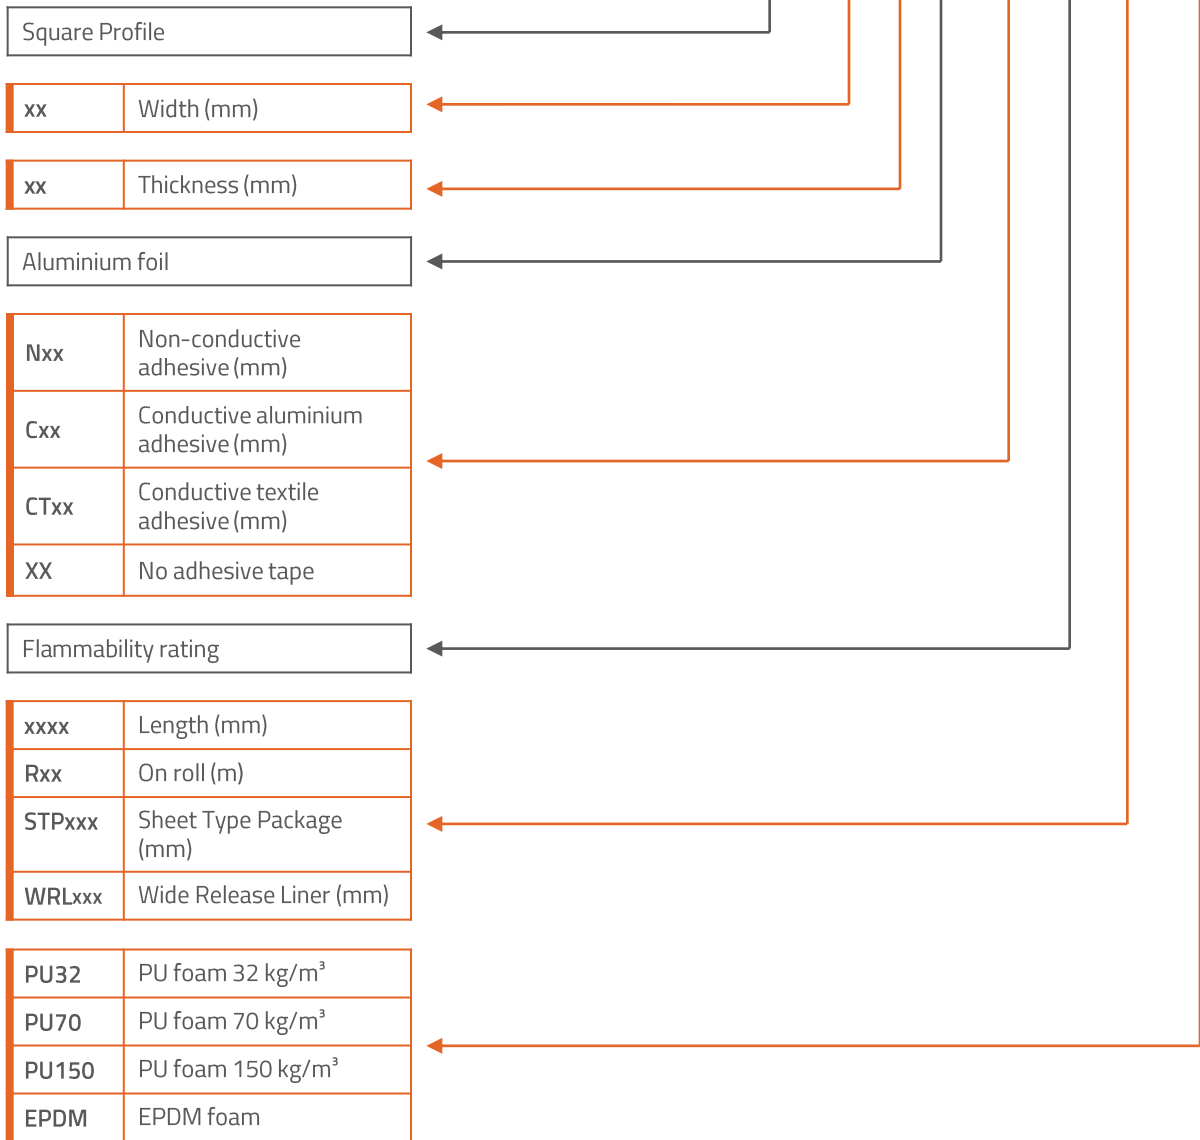 Square Profile
xx Width (mm)
xx Thickness (mm)
Aluminium foil
Nxx Non-conductive
adhesive (mm)
Cxx Conductive aluminium
adhesive (mm)
CTxx Conductive textile
adhesive (mm)
XX No adhesive tape
Flammability rating
xxxx Length (mm)
Rxx On roll (m)
STPxxx Sheet Type Package
(mm)
WRLxxx Wide Release Liner (mm)
PU32 PU foam 32 kg/m³
PU70 PU foam 70 kg/m³
PU150 PU foam 150 kg/m³
EPDM EPDM foam